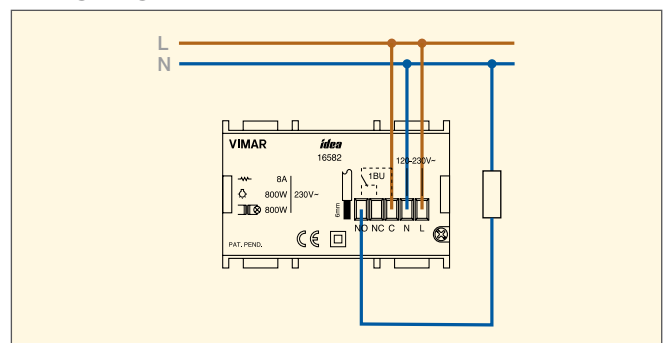 L
N
VIMAR
idea
16582
120-230V~
1BU
8A
800W
230V~
800W
6mm
NO NC C N L
PAT. PEND.
CE